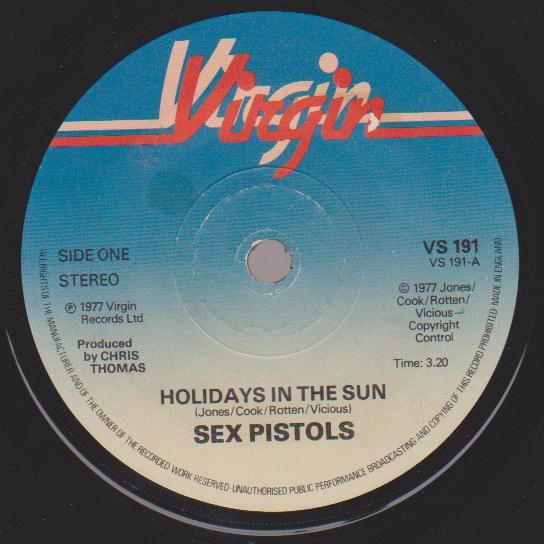 Virgin
SIDE ONE
STEREO
℗ 1977 Virgin
Records Ltd
Produced
by CHRIS
THOMAS
VS 191
VS 191-A
© 1977 Jones/
Cook/Rotten/
Vicious–
Copyright
Control
Time: 3.20
HOLIDAYS IN THE SUN
(Jones/Cook/Rotten/Vicious)
SEX PISTOLS
ALL RIGHTS OF THE MANUFACTURER AND OF THE OWNER OF THE RECORDED WORK RESERVED·UNAUTHORISED PUBLIC PERFORMANCE BROADCASTING AND COPYING OF THIS RECORD PROHIBITED MADE IN ENGLAND